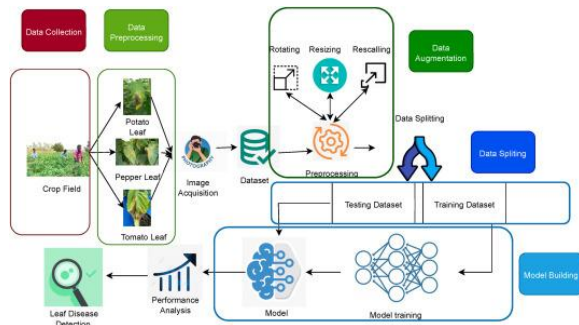 Data Collection
Data
Preprocessing
Rotating
Resizing
Rescalling
Data
Augmentation
Potato
Leaf
Crop Field
Pepper Leaf
Tomato Leaf
PHOTOGRAPHY
Image
Acquisition
Dataset
Preprocessing
Data Splitting
Data Spliting
Testing Dataset
Training Dataset
Model Building
Leaf Disease
Detection
Performance
Analysis
Model
Model training